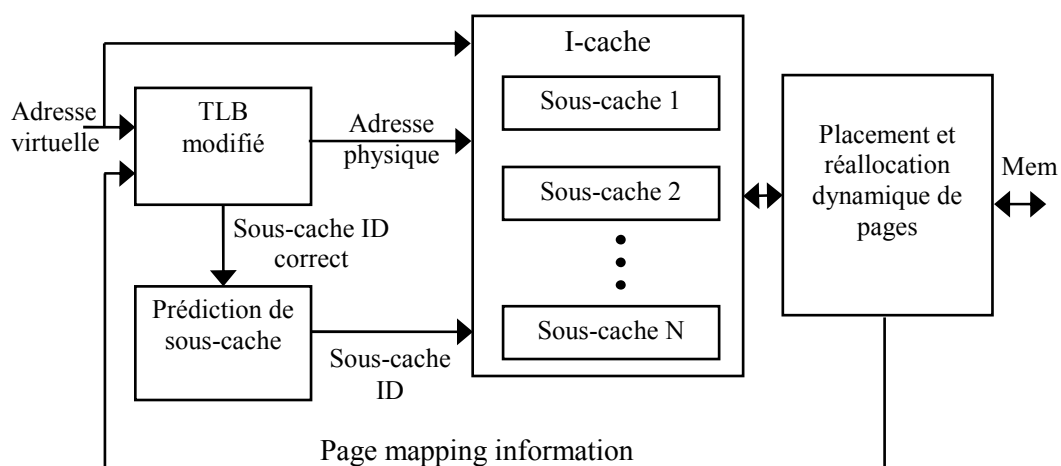 I-cache
Sous-cache 1
Adresse
virtuelle
TLB
modifié
Adresse
physique
Sous-cache 2
Placement et
réallocation
dynamique de
pages
Mem
Sous-cache ID
correct
Prédiction de
sous-cache
Sous-cache
ID
Sous-cache N
Page mapping information